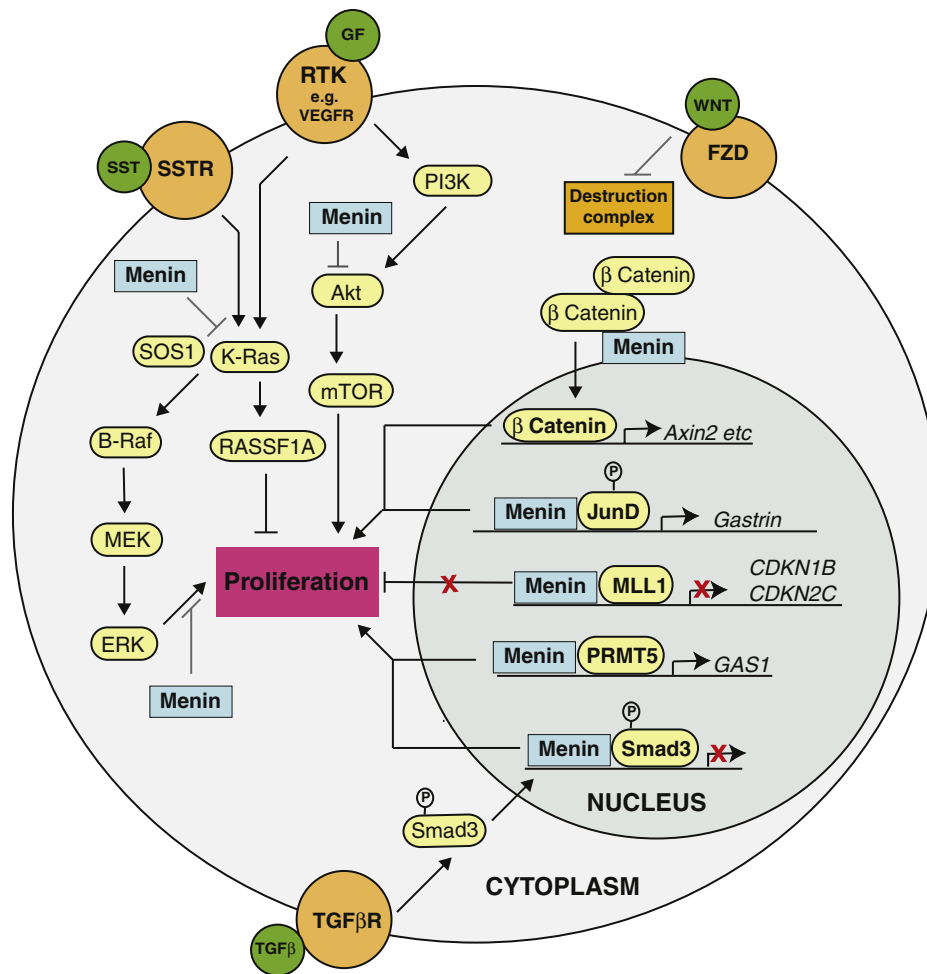 GF
RTK
e.g.
VEGFR
WNT
FZD
SST
SSTR
PI3K
Destruction
complex
Menin
Menin
Akt
β Catenin
β Catenin
Menin
SOS1
K-Ras
mTOR
β Catenin
Axin2 etc
B-Raf
RASSF1A
P
Menin
JunD
Gastrin
MEK
Proliferation
X
Menin
MLL1
X
CDKN1B
CDKN2C
ERK
Menin
PRMT5
GAS1
Menin
P
Menin
Smad3
X
P
Smad3
NUCLEUS
CYTOPLASM
TGFβR
TGFβ